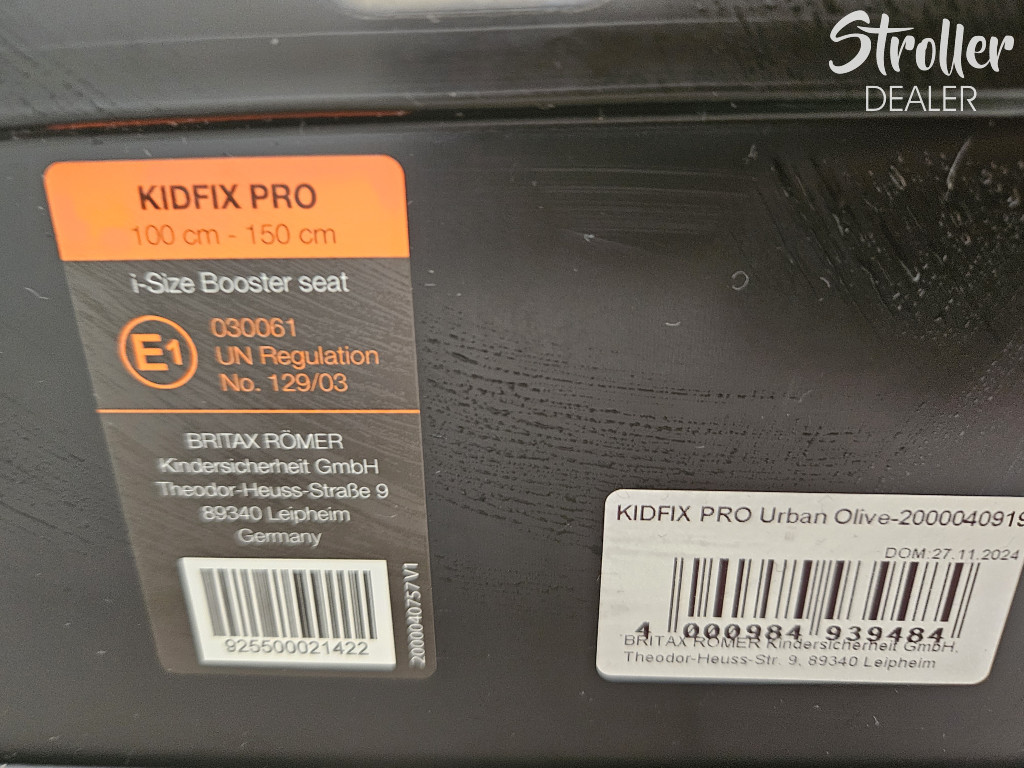 Stroller
DEALER
KIDFIX PRO
100 cm - 150 cm
i-Size Booster seat
E1
030061
UN Regulation
No. 129/03
BRITAX RÖMER
Kindersicherheit GmbH
Theodor-Heuss-Straße 9
89340 Leipheim
Germany
925500021422
2000040757V1
KIDFIX PRO Urban Olive-2000040919
DOM:27.11.2024
4 000984 939484
BRITAX RÖMER Kindersicherheit GmbH,
Theodor-Heuss-Str. 9, 89340 Leipheim